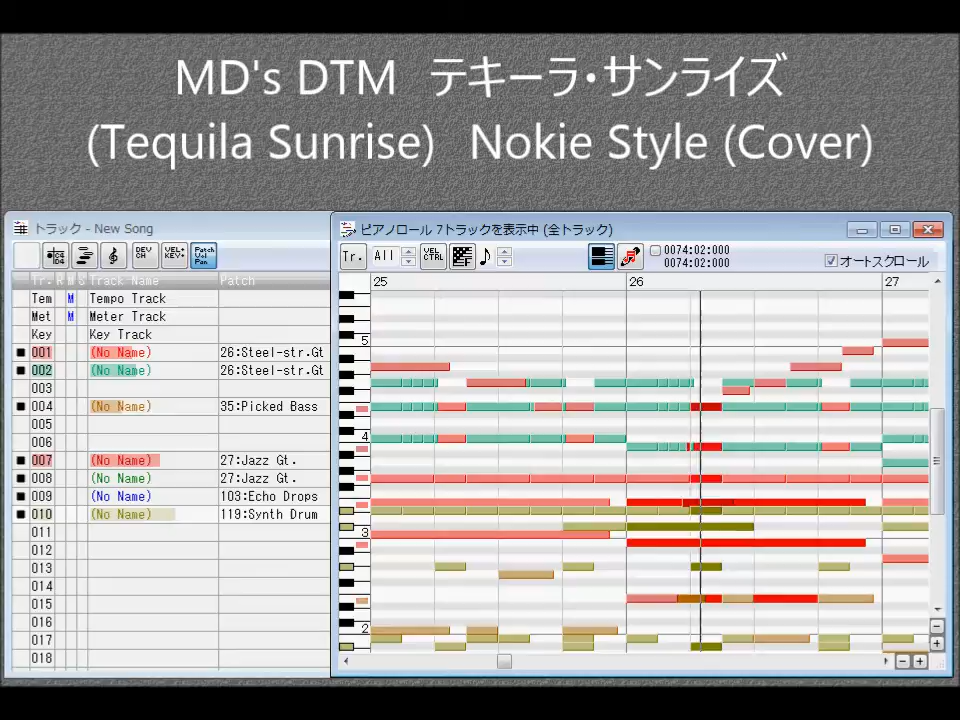 MD's DTM　テキーラ・サンライズ
(Tequila Sunrise)　Nokie Style (Cover)
トラック - New Song
DEV CH
VEL+ KEY+
Patch Vol Pan
Tr. R M S Track Name Patch
Tem M Tempo Track
Met M Meter Track
Key Key Track
001 (No Name) 26:Steel-str.Gt
002 (No Name) 26:Steel-str.Gt
003
004 (No Name) 35:Picked Bass
005
006
007 (No Name) 27:Jazz Gt.
008 (No Name) 27:Jazz Gt.
009 (No Name) 103:Echo Drops
010 (No Name) 119:Synth Drum
011
012
013
014
015
016
017
018
ピアノロール 7トラックを表示中 (全トラック)
Tr. All VEL CTRL
0074:02:000
0074:02:000
オートスクロール
25 26 27
5
4
3
2